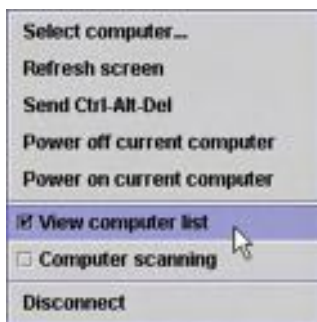 Select computer...
Refresh screen
Send Ctrl-Alt-Del
Power off current computer
Power on current computer
View computer list
Computer scanning
Disconnect